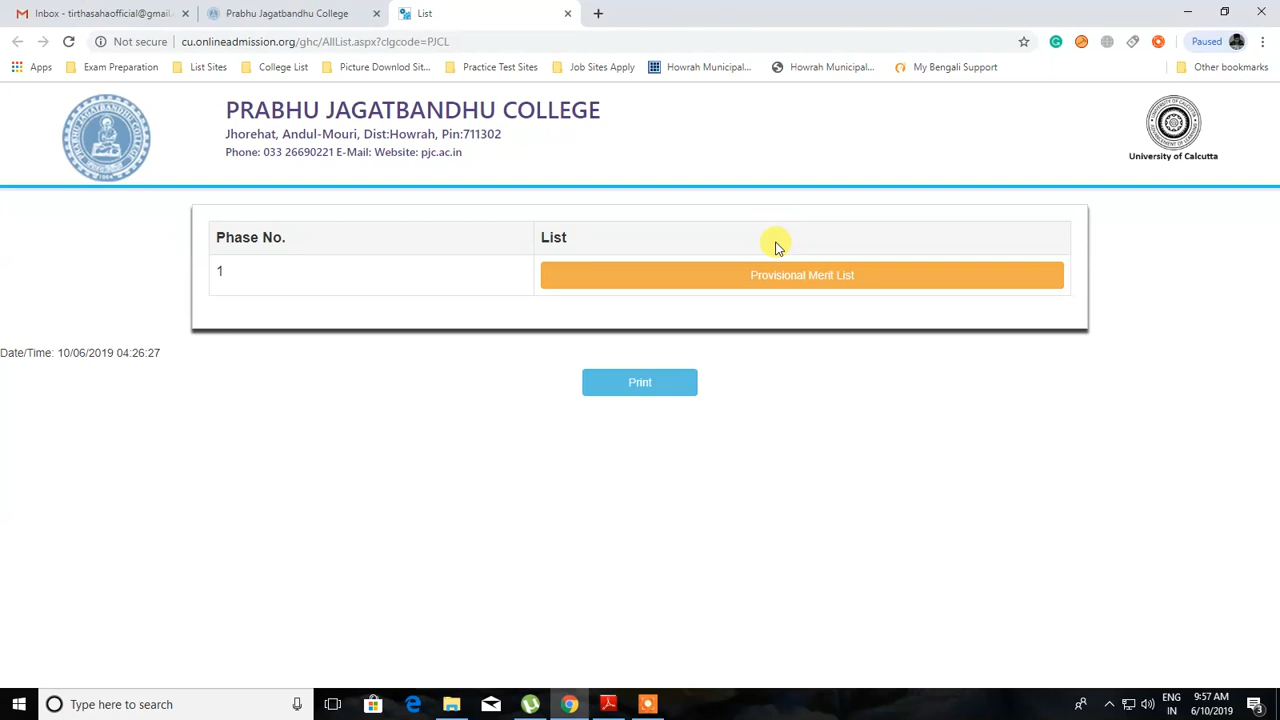 Inbox - tirthasahaofficial@gmail.
Prabhu Jagatbandhu College
List
Not secure
cu.onlineadmission.org/ghc/AllList.aspx?clgcode=PJCL
Paused
Apps
Exam Preparation
List Sites
College List
Picture Downlod Sit...
Practice Test Sites
Job Sites Apply
Howrah Municipal...
Howrah Municipal...
My Bengali Support
Other bookmarks
PRABHU JAGATBANDHU COLLEGE
Jhorehat, Andul-Mouri, Dist:Howrah, Pin:711302
Phone: 033 26690221 E-Mail: Website: pjc.ac.in
University of Calcutta
Phase No.
List
1
Provisional Merit List
Date/Time: 10/06/2019 04:26:27
Print
Type here to search
ENG
IN
9:57 AM
6/10/2019
3